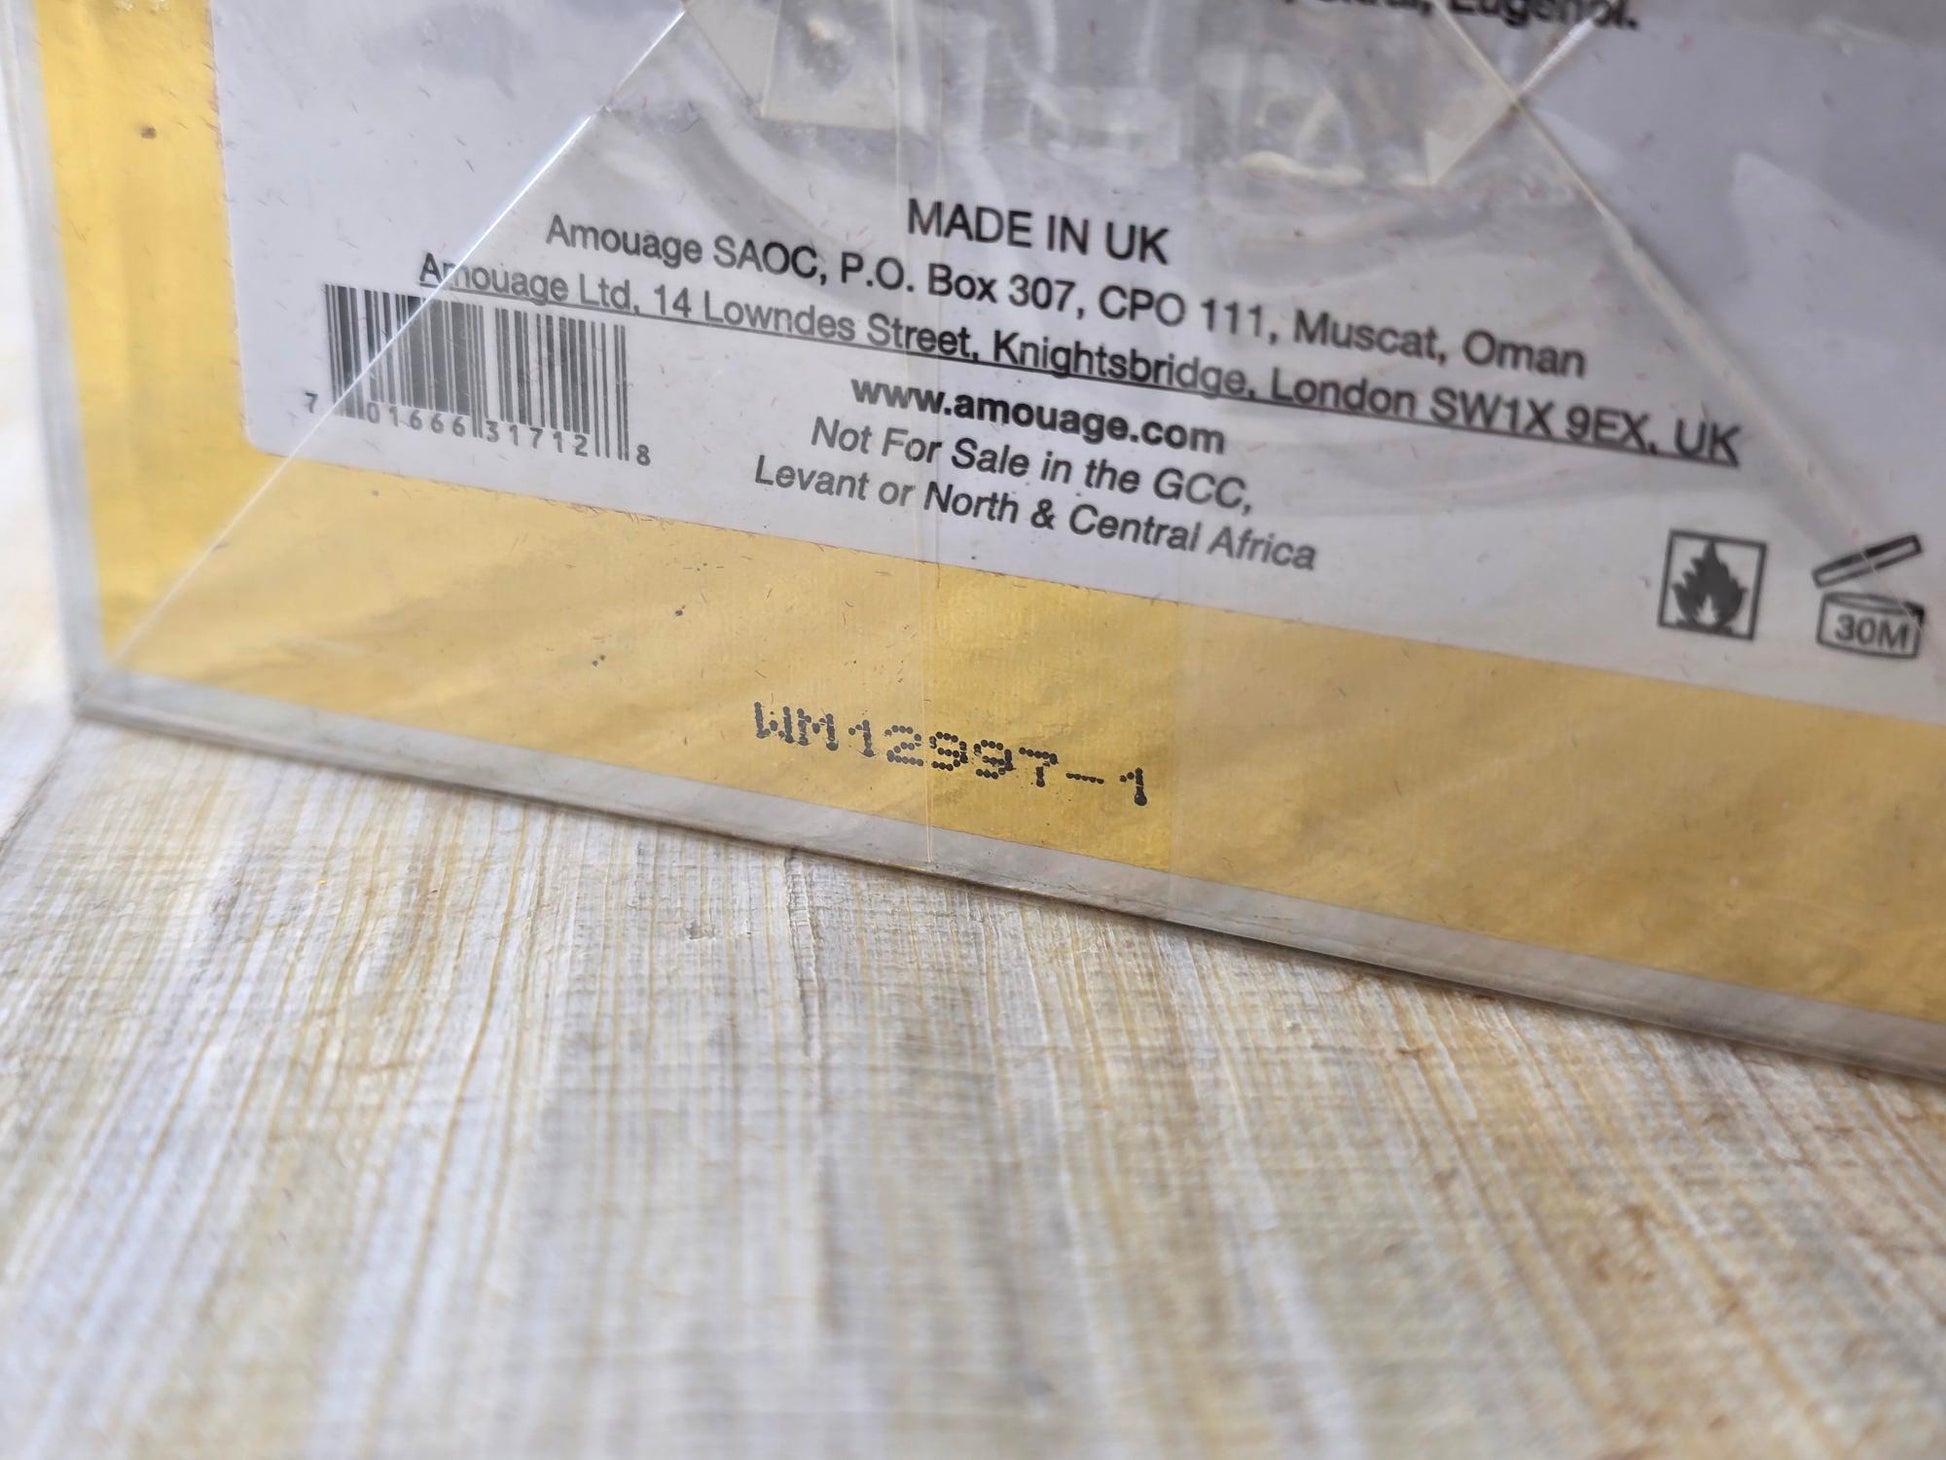 Eugenol.
MADE IN UK
Amouage SAOC, P.O. Box 307, CPO 111, Muscat, Oman
Amouage Ltd, 14 Lowndes Street, Knightsbridge, London SW1X 9EX, UK
www.amouage.com
Not For Sale in the GCC,
Levant or North & Central Africa
7 01666 31712 8
30M
WM12997-1